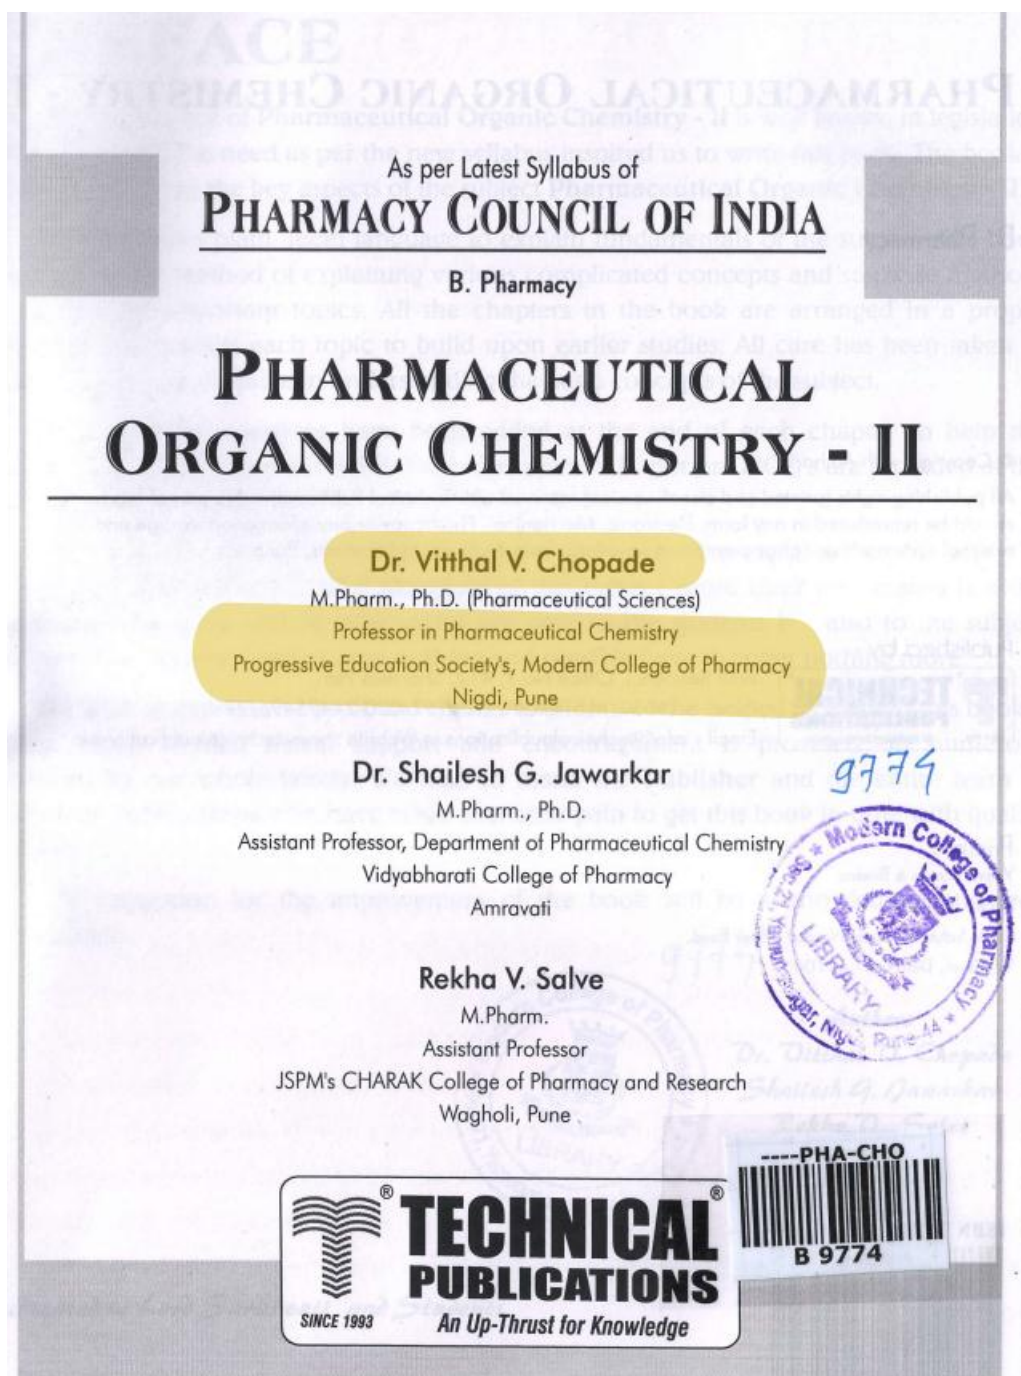 As per Latest Syllabus of
PHARMACY COUNCIL OF INDIA
B. Pharmacy
PHARMACEUTICAL
ORGANIC CHEMISTRY - II
Dr. Vitthal V. Chopade
M.Pharm., Ph.D. (Pharmaceutical Sciences)
Professor in Pharmaceutical Chemistry
Progressive Education Society's, Modern College of Pharmacy
Nigdi, Pune
Dr. Shailesh G. Jawarkar
M.Pharm., Ph.D.
Assistant Professor, Department of Pharmaceutical Chemistry
Vidyabharati College of Pharmacy
Amravati
9774
Modern College of Pharmacy
LIBRARY
Pune-44
Rekha V. Salve
M.Pharm.
Assistant Professor
JSPM's CHARAK College of Pharmacy and Research
Wagholi, Pune
----PHA-CHO
B 9774
® TECHNICAL ®
PUBLICATIONS
SINCE 1993 An Up-Thrust for Knowledge